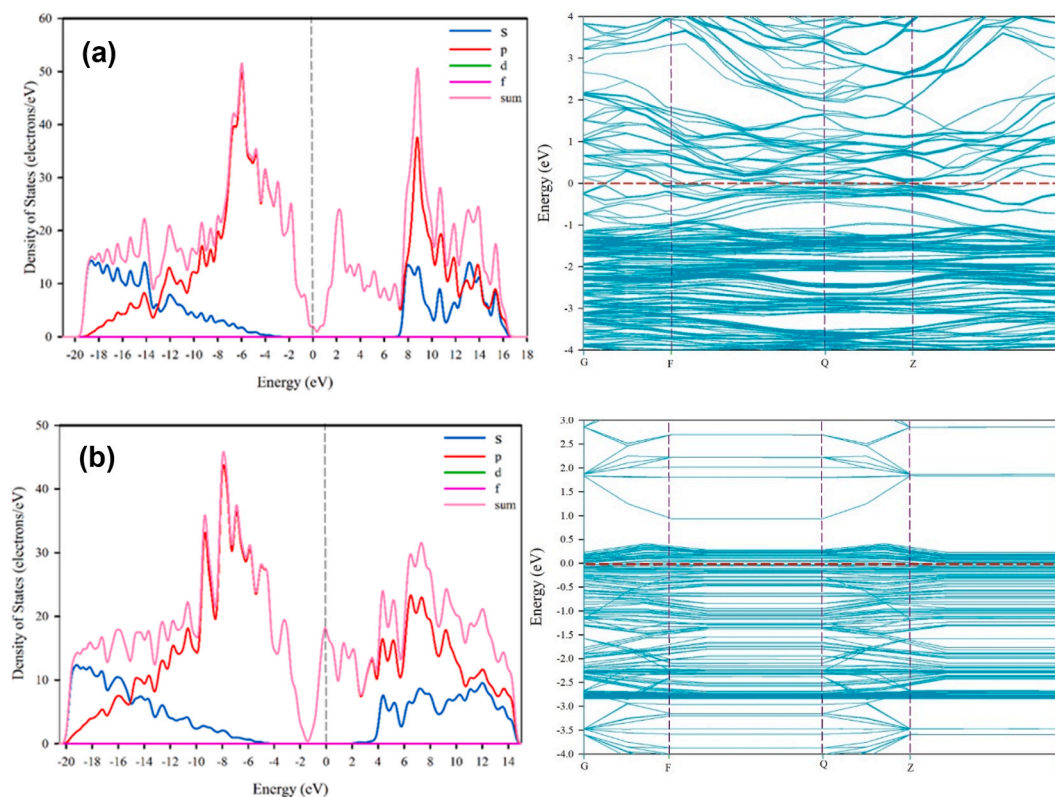 (a)
60
50
40
30
20
10
0
Density of States (electrons/eV)
s
p
d
f
sum
-20 -18 -16 -14 -12 -10 -8 -6 -4 -2 0 2 4 6 8 10 12 14 16 18
Energy (eV)
4
3
2
1
0
-1
-2
-3
-4
Energy (eV)
G F Q Z
(b)
50
40
30
20
10
0
Density of States (electrons/eV)
s
p
d
f
sum
-20 -18 -16 -14 -12 -10 -8 -6 -4 -2 0 2 4 6 8 10 12 14
Energy (eV)
3.0
2.5
2.0
1.5
1.0
0.5
0.0
-0.5
-1.0
-1.5
-2.0
-2.5
-3.0
-3.5
-4.0
Energy (eV)
G F Q Z